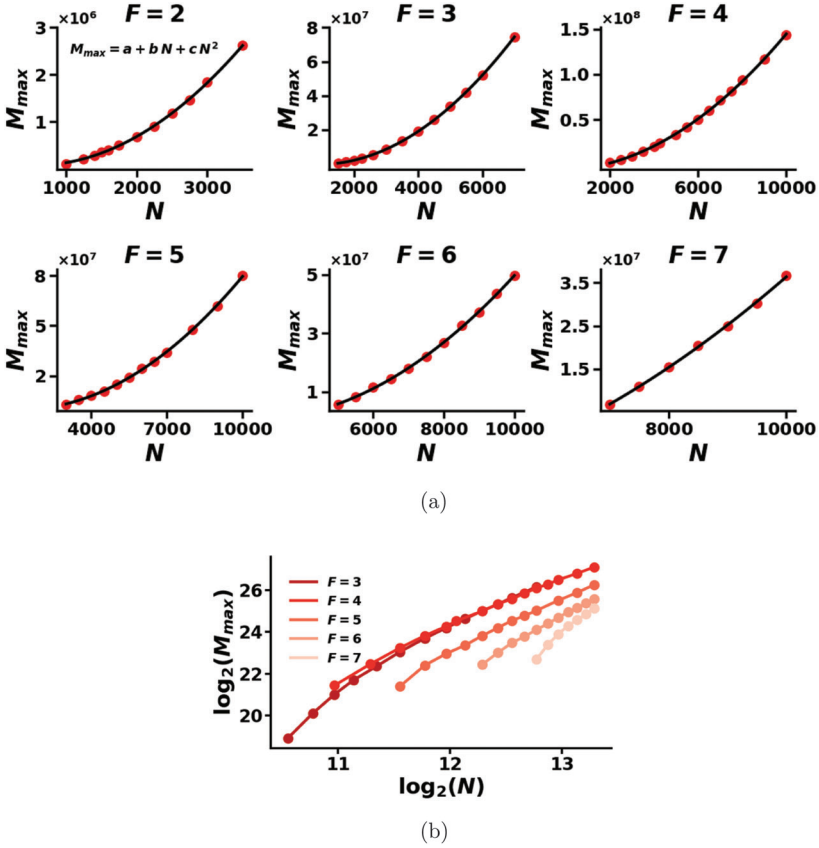 F = 2
×10⁶
M_max = a + b N + c N²
3
2
1
M_max
1000 2000 3000
N
F = 3
×10⁷
8
6
4
2
M_max
2000 4000 6000
N
F = 4
×10⁸
1.5
1.0
0.5
M_max
2000 6000 10000
N
F = 5
×10⁷
8
5
2
M_max
4000 7000 10000
N
F = 6
×10⁷
5
3
1
M_max
6000 8000 10000
N
F = 7
×10⁷
3.5
2.5
1.5
M_max
8000 10000
N
(a)
26
24
22
20
log₂(M_max)
F = 3
F = 4
F = 5
F = 6
F = 7
11 12 13
log₂(N)
(b)